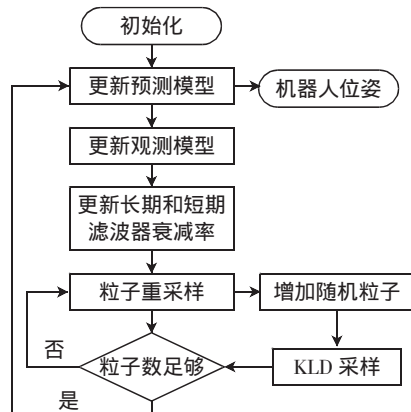 初始化
更新预测模型
机器人位姿
更新观测模型
更新长期和短期
滤波器衰减率
粒子重采样
增加随机粒子
否
粒子数足够
KLD 采样
是